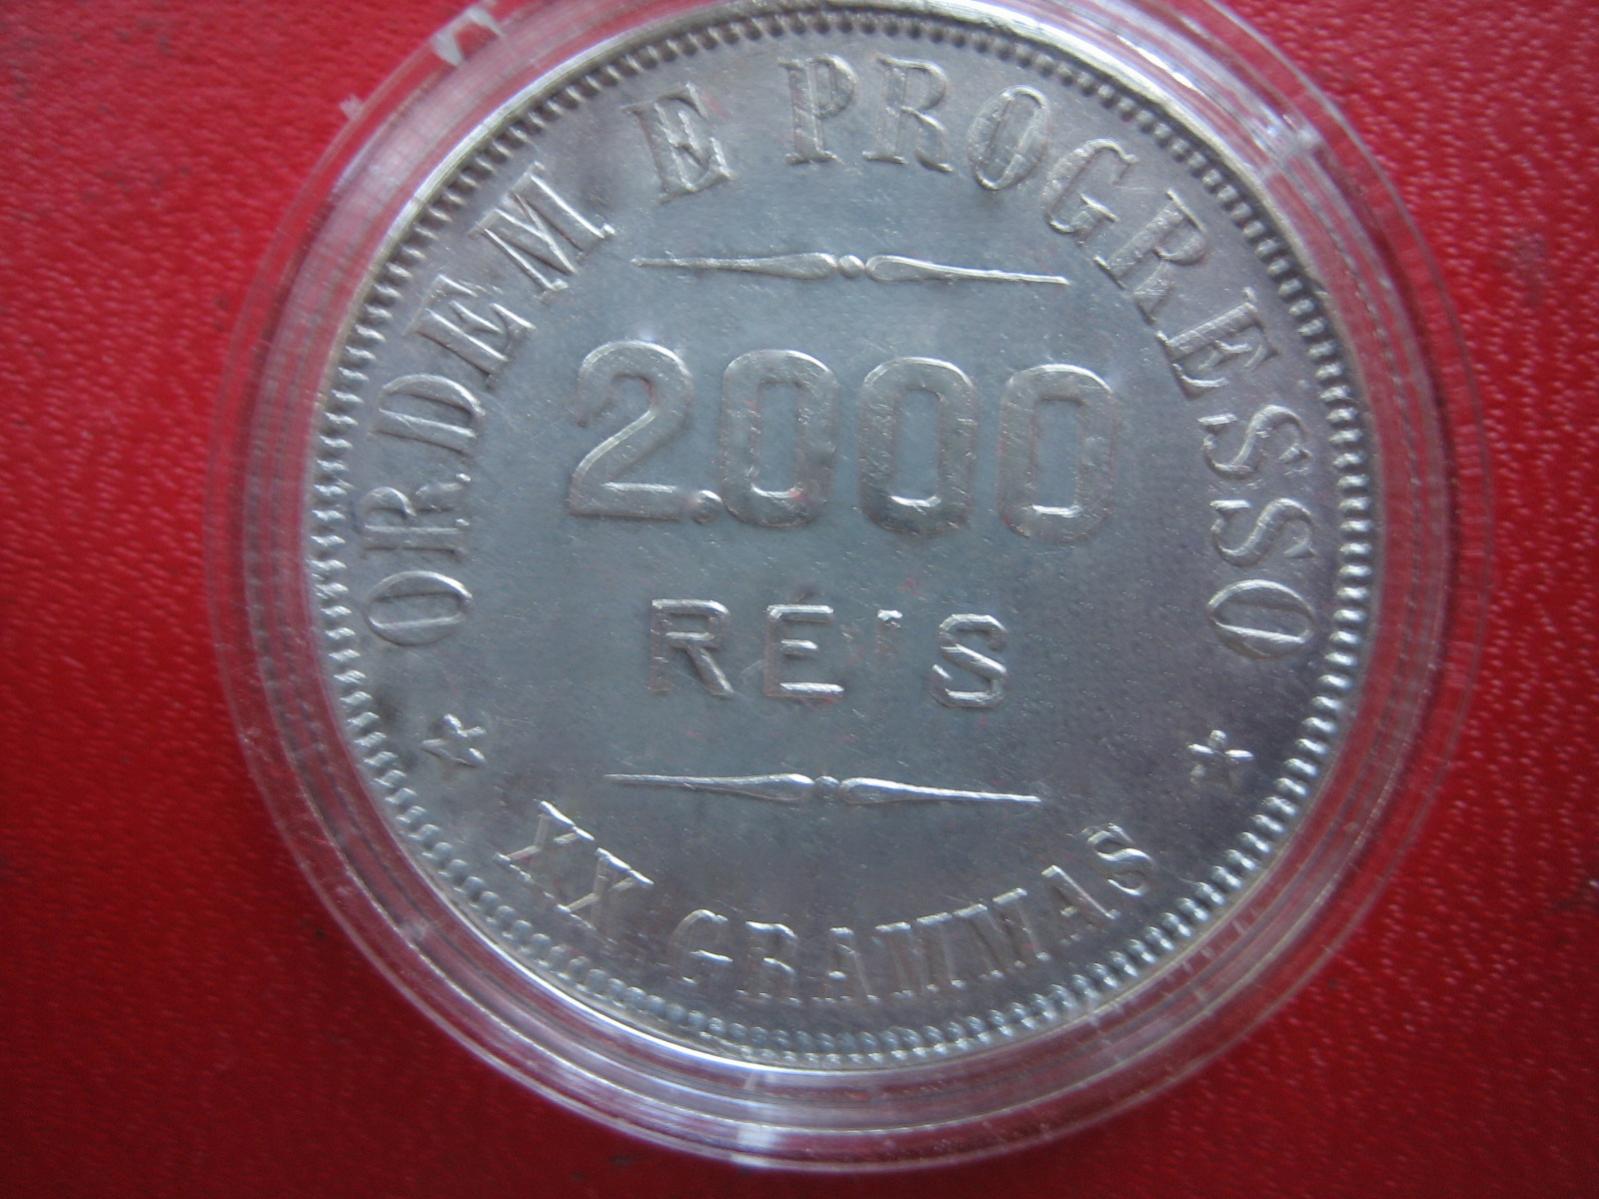 ORDEM E PROGRESSO
2.000
RÉIS
XX GRAMMAS